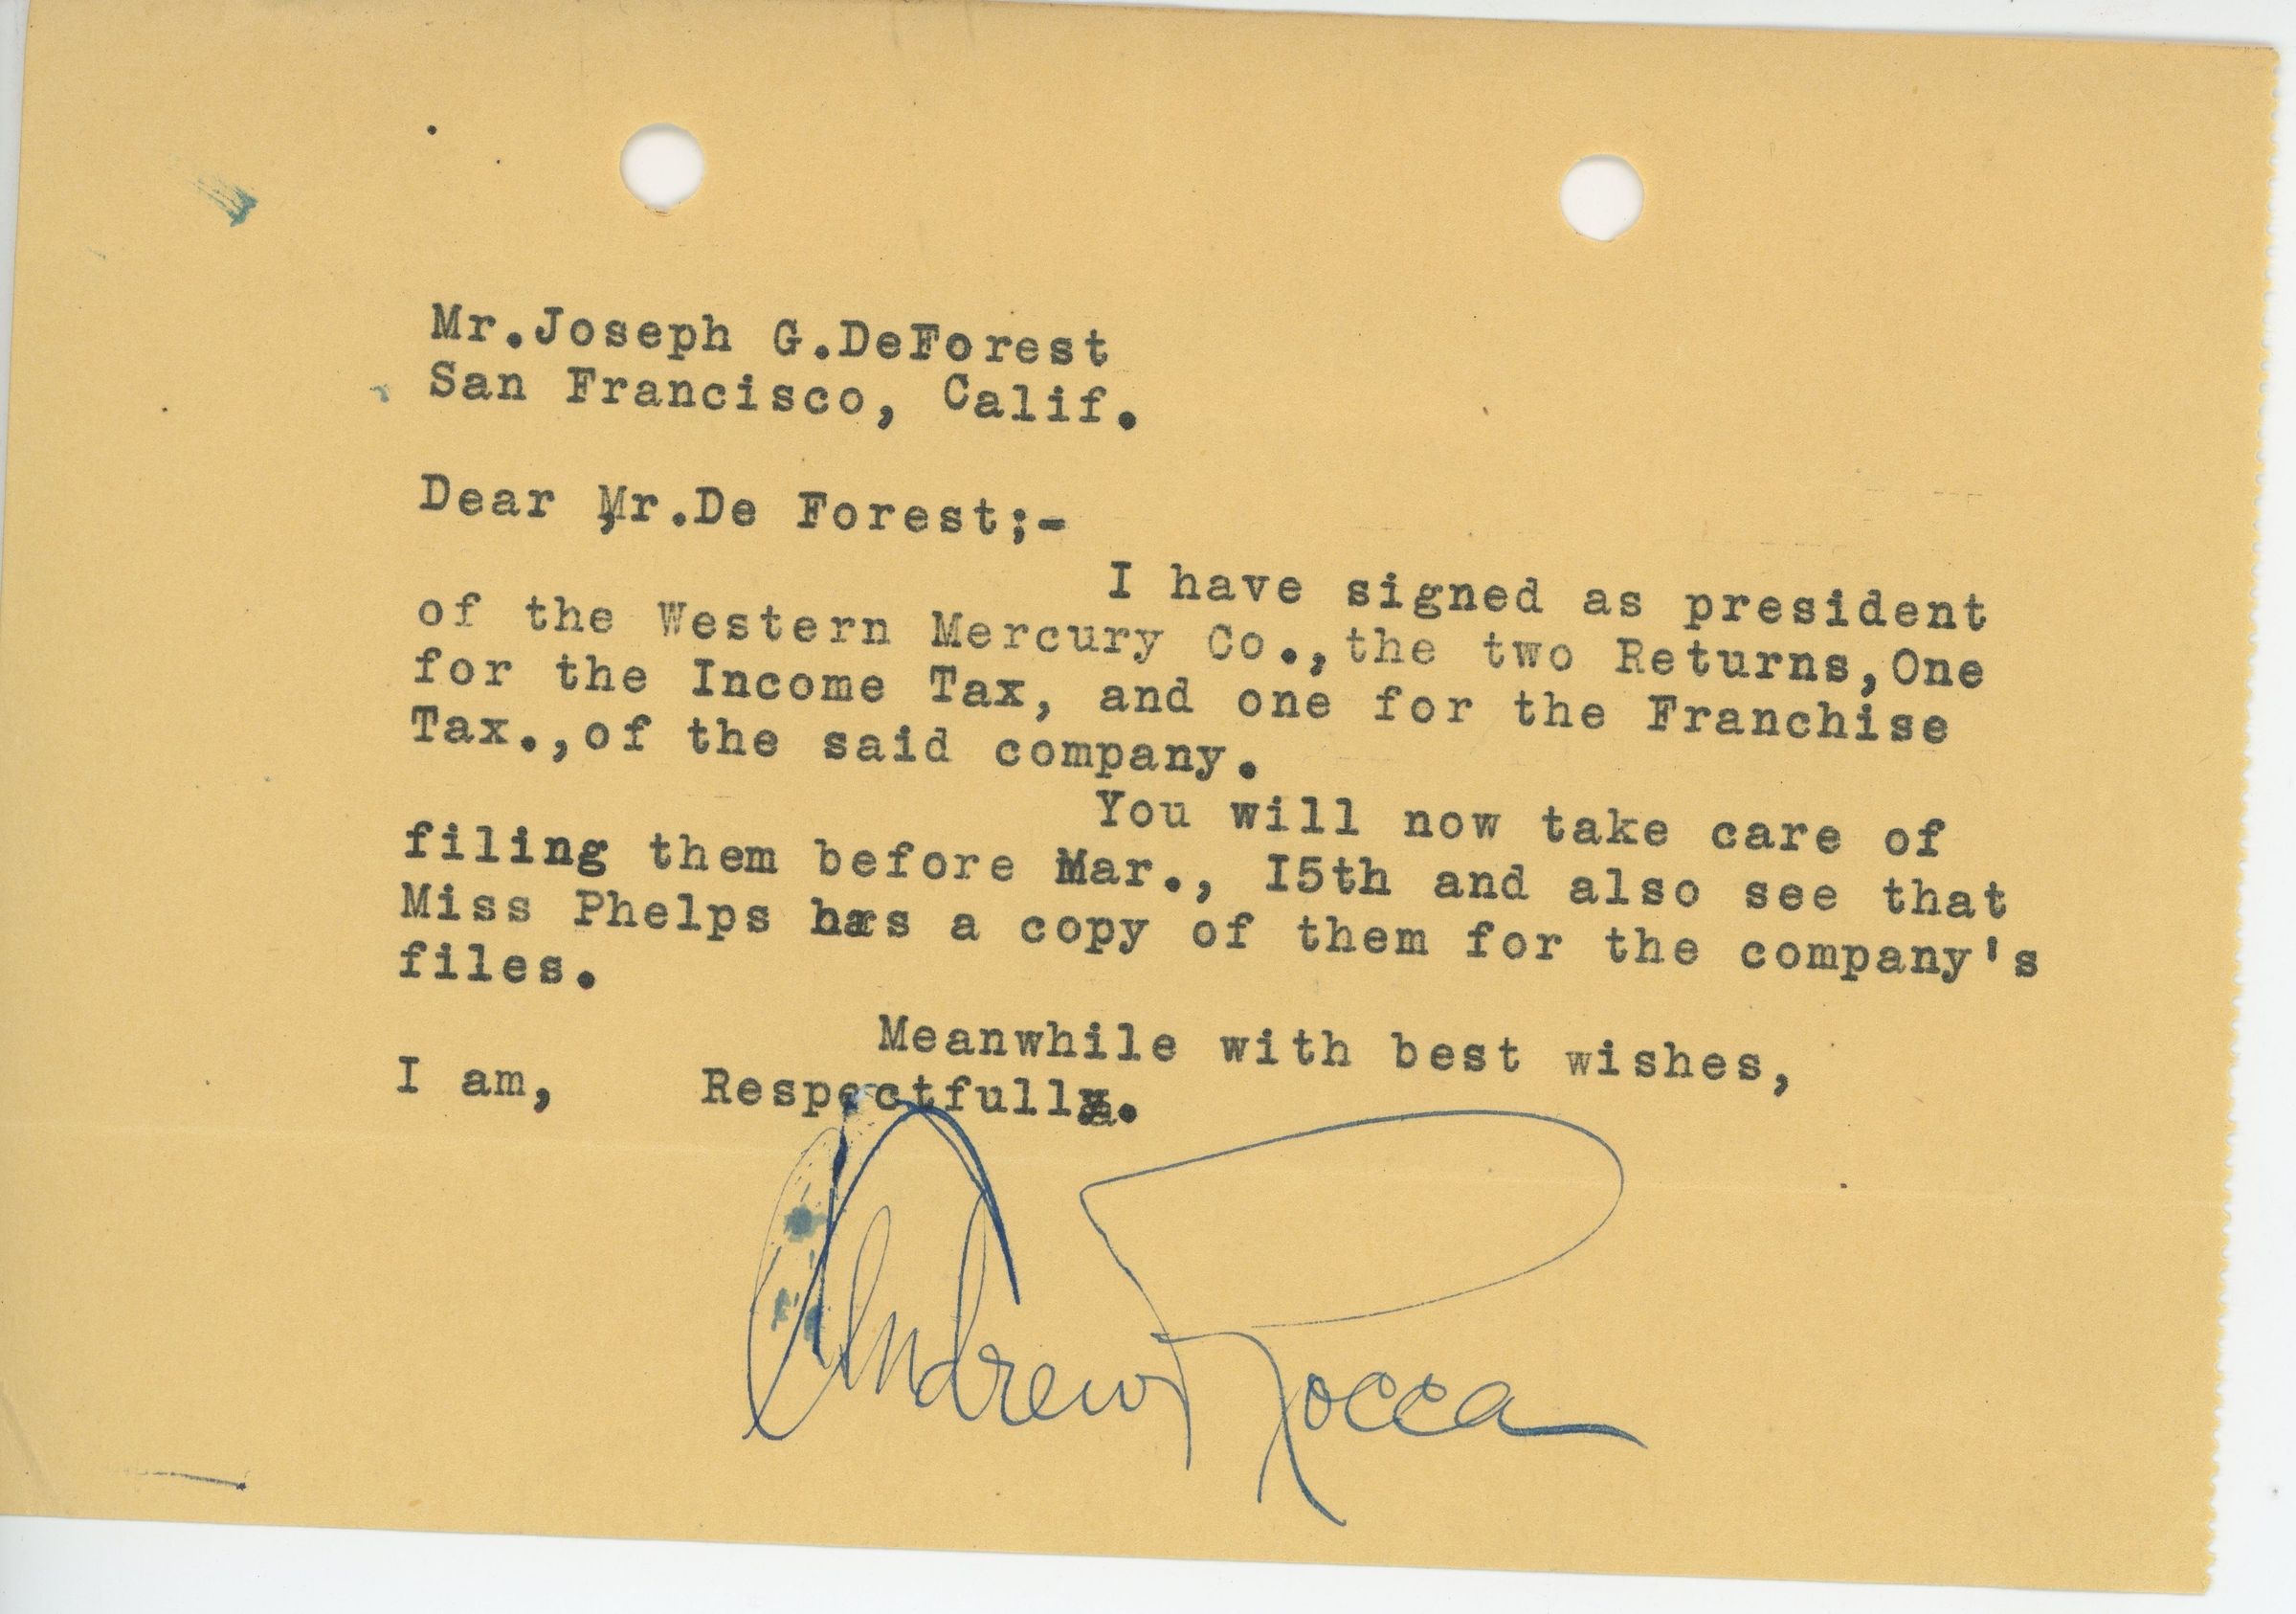 Mr.Joseph G.DeForest
San Francisco, Calif.
Dear Mr.De Forest;-
I have signed as president
of the Western Mercury Co.,the two Returns,One
for the Income Tax, and one for the Franchise
Tax.,of the said company.
You will now take care of
filing them before Mar., I5th and also see that
Miss Phelps has a copy of them for the company's
files.
Meanwhile with best wishes,
I am, Respectfully.
Andrew Rocca